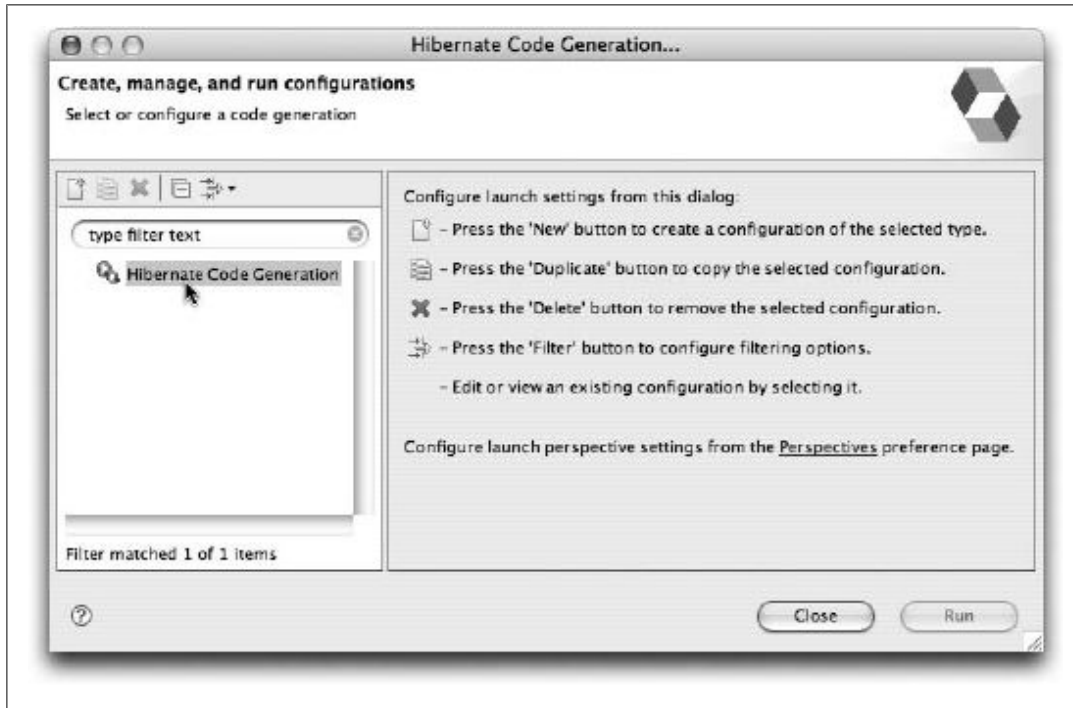 Hibernate Code Generation...
Create, manage, and run configurations
Select or configure a code generation
type filter text
Hibernate Code Generation
Filter matched 1 of 1 items
Configure launch settings from this dialog:
– Press the 'New' button to create a configuration of the selected type.
– Press the 'Duplicate' button to copy the selected configuration.
– Press the 'Delete' button to remove the selected configuration.
– Press the 'Filter' button to configure filtering options.
– Edit or view an existing configuration by selecting it.
Configure launch perspective settings from the Perspectives preference page.
?
Close
Run